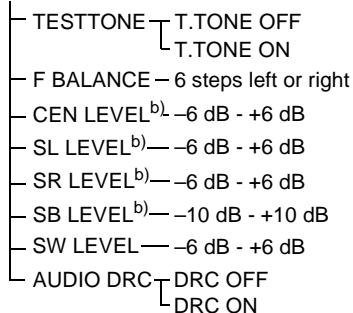 TESTTONE T.TONE OFF
T.TONE ON
F BALANCE 6 steps left or right
CEN LEVEL b) –6 dB - +6 dB
SL LEVEL b) –6 dB - +6 dB
SR LEVEL b) –6 dB - +6 dB
SB LEVEL b) –10 dB - +10 dB
SW LEVEL –6 dB - +6 dB
AUDIO DRC DRC OFF
DRC ON